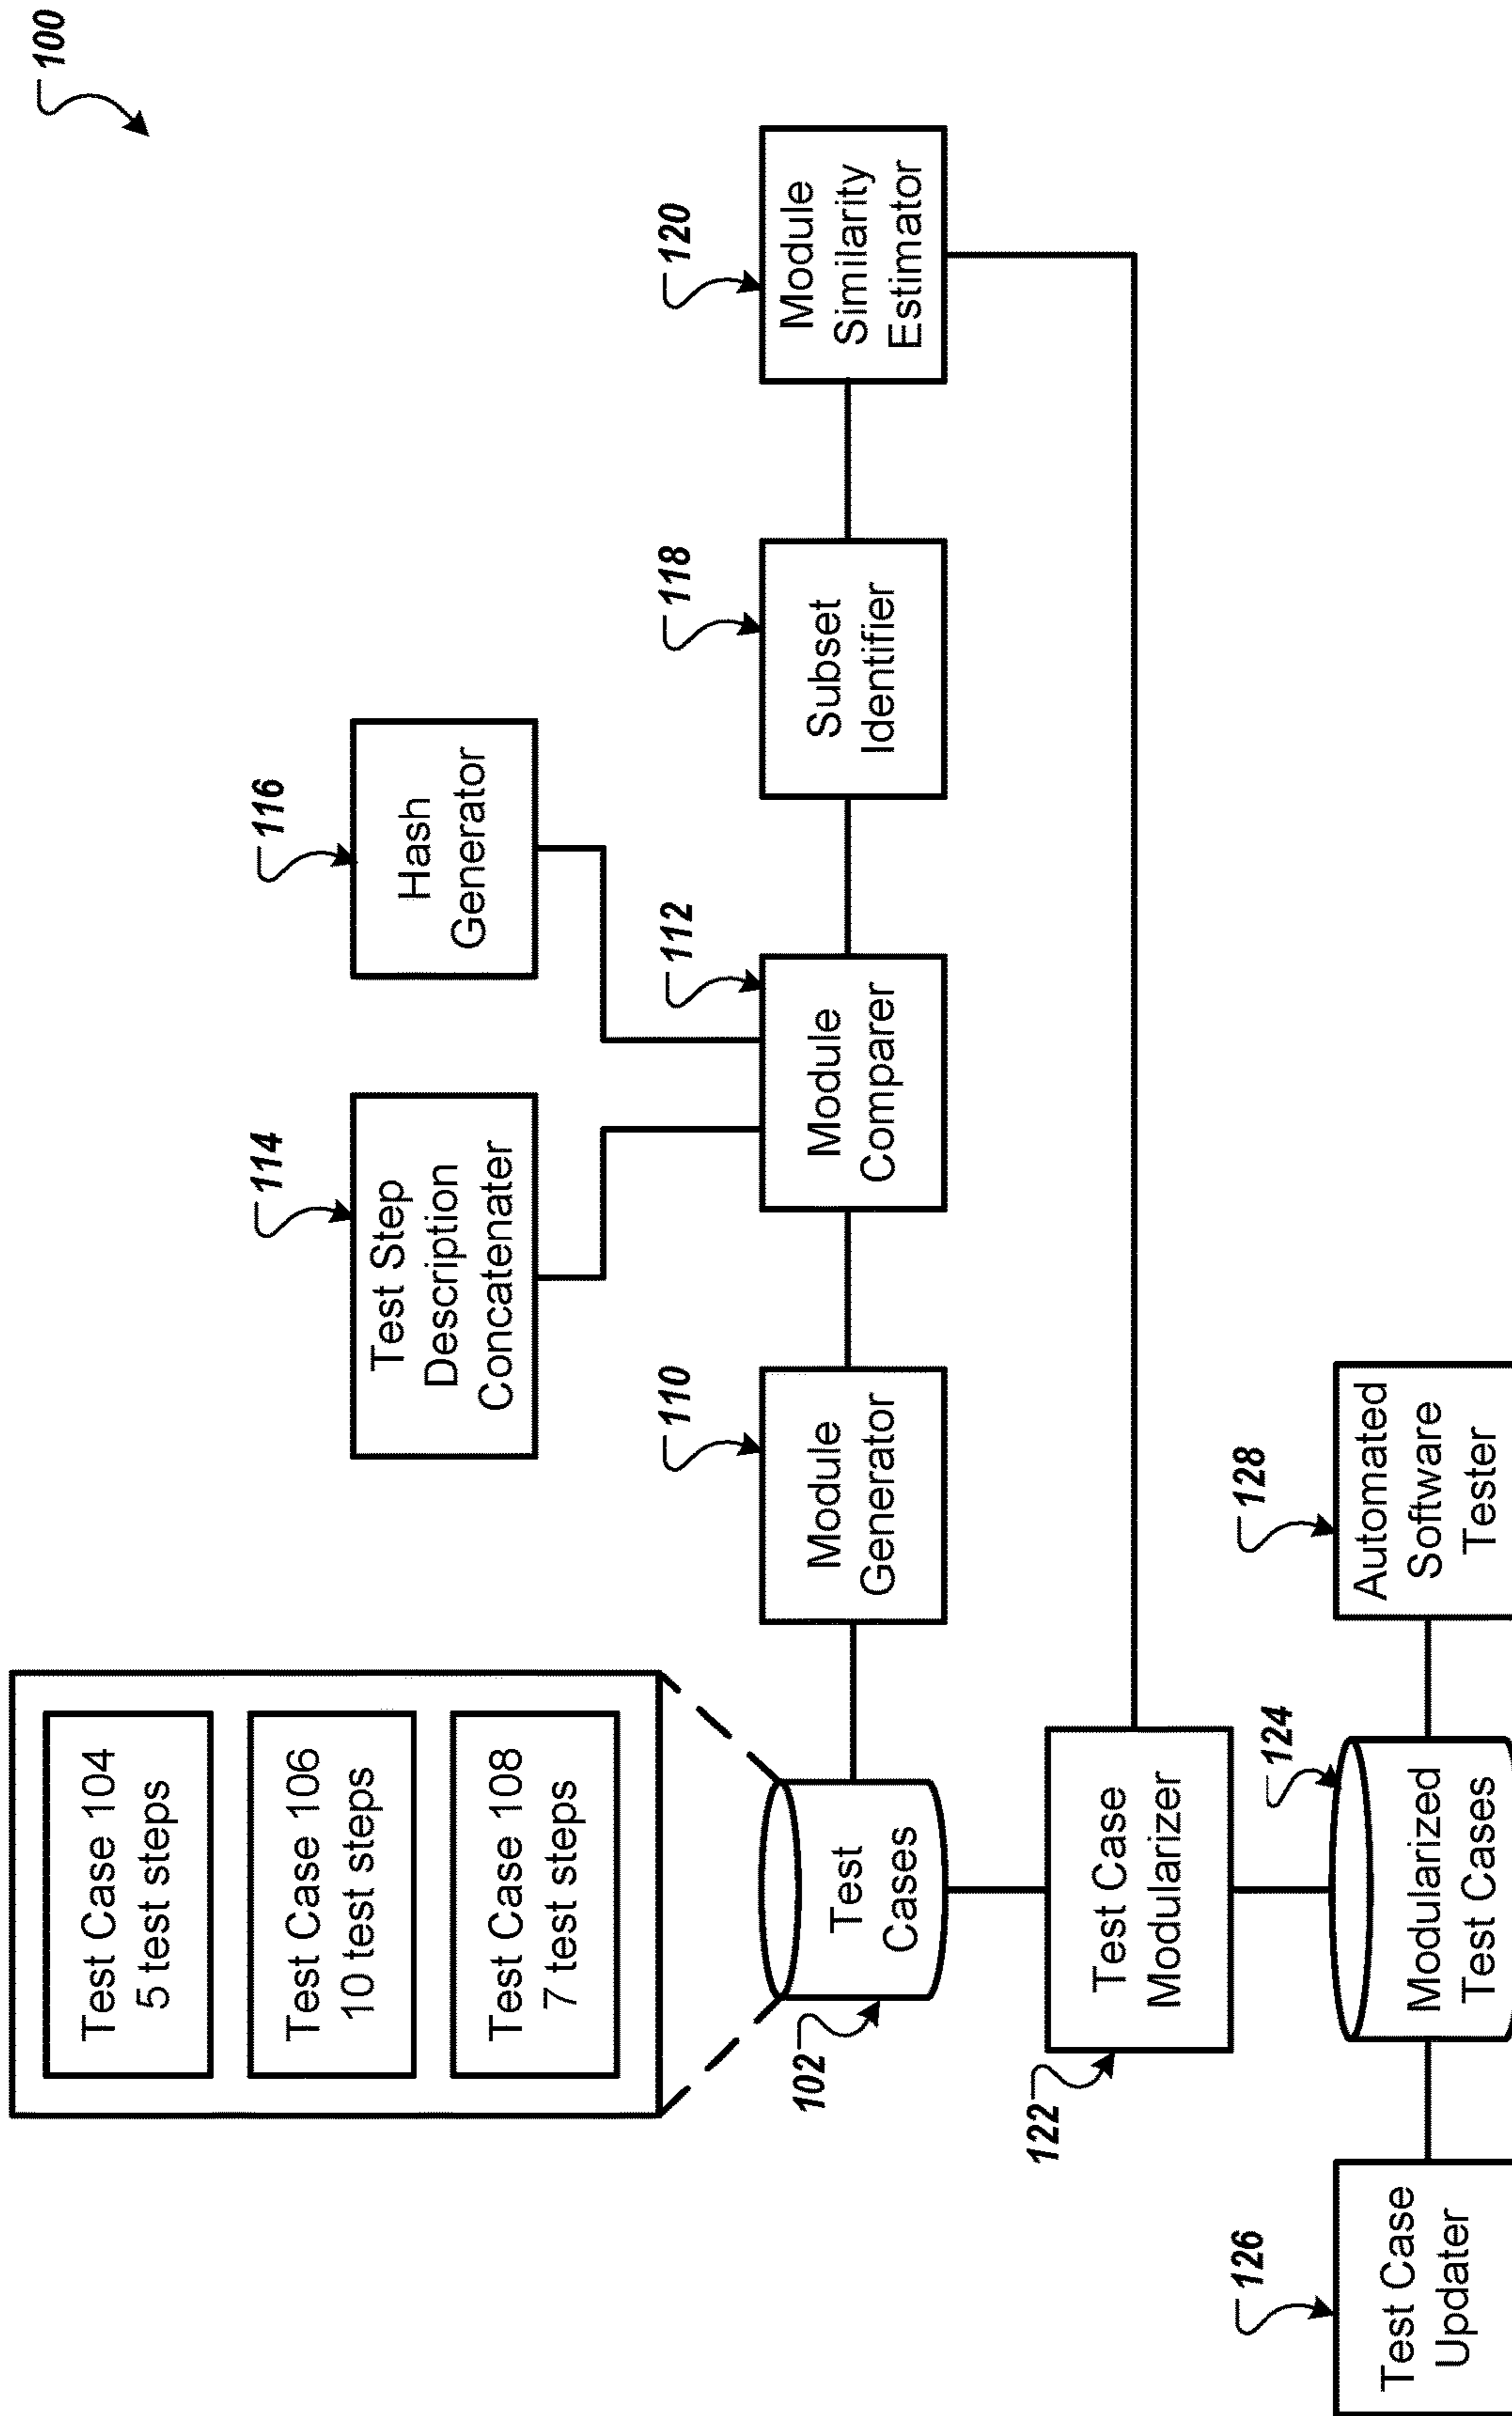 100
Test Case 104
5 test steps
Test Case 106
10 test steps
Test Case 108
7 test steps
114
Test Step
Description
Concatenater
116
Hash
Generator
102
Test
Cases
110
Module
Generator
112
Module
Comparer
118
Subset
Identifier
120
Module
Similarity
Estimator
122
Test Case
Modularizer
126
Test Case
Updater
124
Modularized
Test Cases
128
Automated
Software
Tester